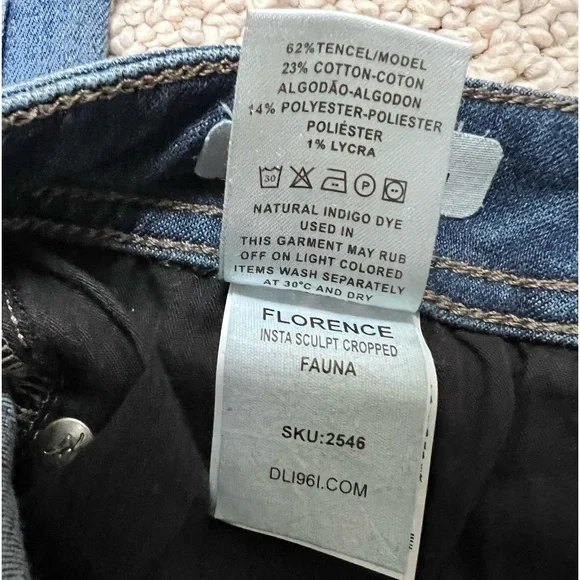 62%TENCEL/MODEL
23% COTTON-COTON
ALGODÃO-ALGODON
14% POLYESTER-POLIESTER
POLIÉSTER
1% LYCRA
30 P
NATURAL INDIGO DYE
USED IN
THIS GARMENT MAY RUB
OFF ON LIGHT COLORED
ITEMS WASH SEPARATELY
AT 30°C AND DRY
FLORENCE
INSTA SCULPT CROPPED
FAUNA
SKU:2546
DL1961.COM